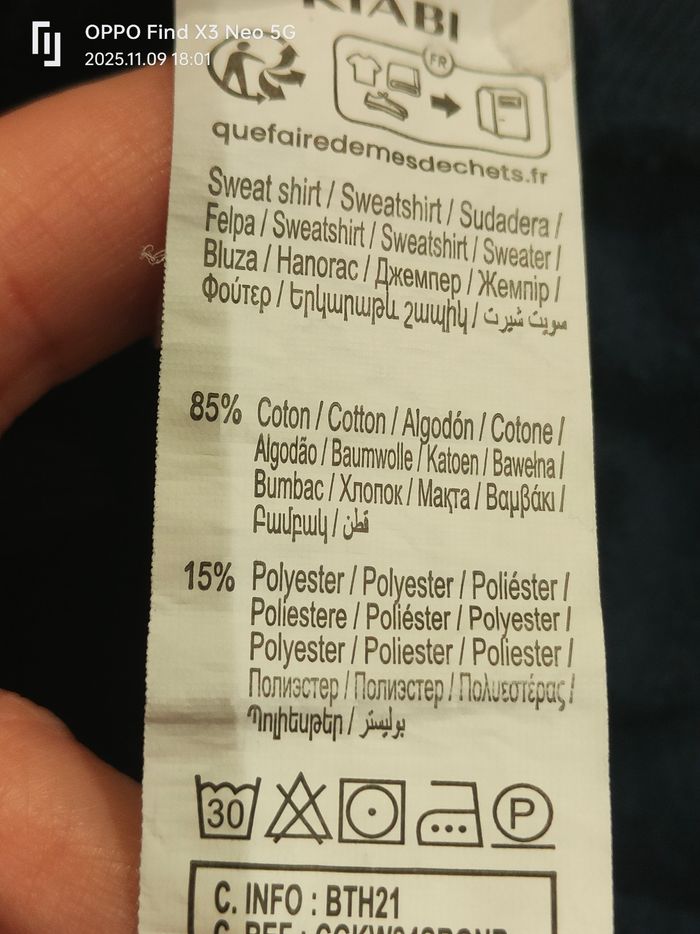 OPPO Find X3 Neo 5G
2025.11.09 18:01
KIABI
FR
quefairedemesdechets.fr
Sweat shirt / Sweatshirt / Sudadera /
Felpa / Sweatshirt / Sweatshirt / Sweater /
Bluza / Hanorac / Джемпер / Жемпір /
Φούτερ / Երկարաթև շապիկ / سويت شيرت
85% Coton / Cotton / Algodón / Cotone /
Algodão / Baumwolle / Katoen / Bawełna /
Bumbac / Хлопок / Мақта / Βαμβάκι /
Բամբակ / قطن
15% Polyester / Polyester / Poliéster /
Poliestere / Poliéster / Polyester /
Polyester / Poliester / Poliester /
Полиэстер / Полиэстер / Πολυεστέρας /
Պոլիեսթեր / بوليستر
30 P
C. INFO : BTH21